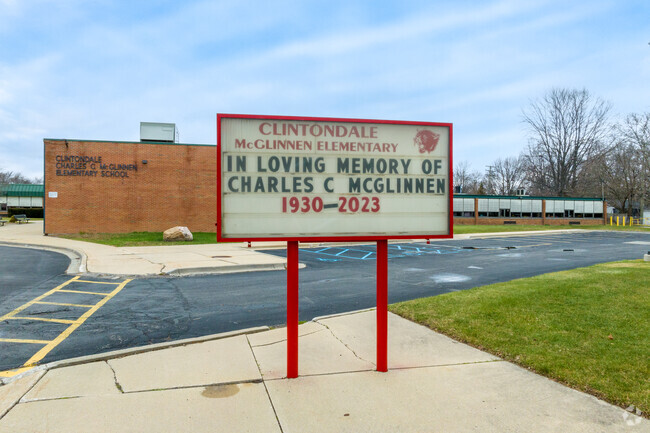 CLINTONDALE
McGLINNEN ELEMENTARY
IN LOVING MEMORY OF
CHARLES C MCGLINNEN
1930-2023
CLINTONDALE
CHARLES C. McGLINNEN
ELEMENTARY SCHOOL